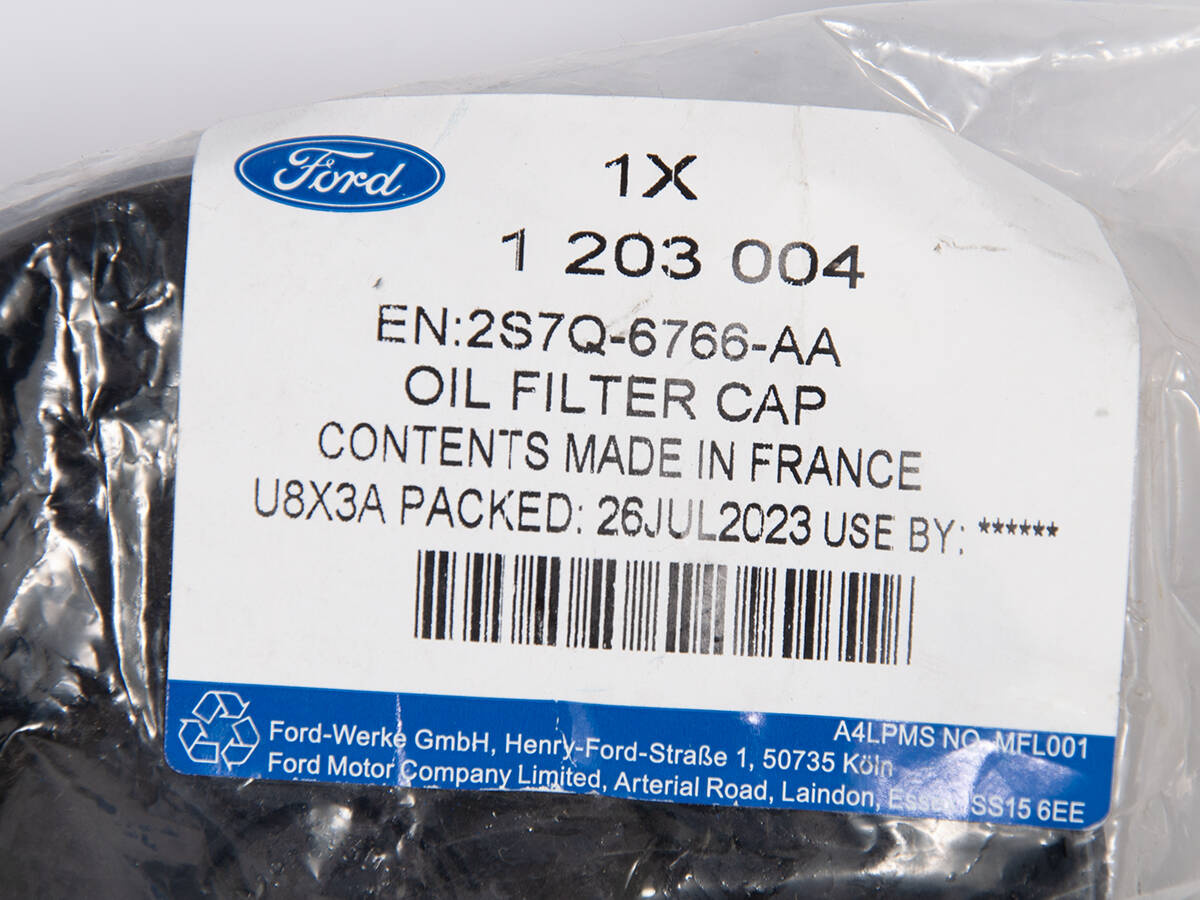 Ford
1X
1 203 004
EN:2S7Q-6766-AA
OIL FILTER CAP
CONTENTS MADE IN FRANCE
U8X3A PACKED: 26JUL2023 USE BY: ******
A4LPMS NO. MFL001
Ford-Werke GmbH, Henry-Ford-Straße 1, 50735 Köln
Ford Motor Company Limited, Arterial Road, Laindon, Essex SS15 6EE